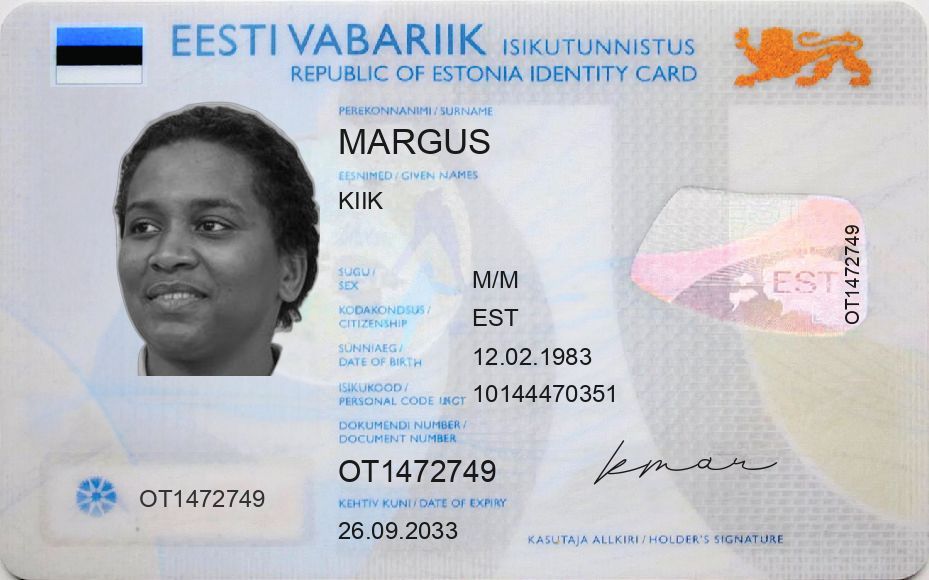 EESTI VABARIIK ISIKUTUNNISTUS
REPUBLIC OF ESTONIA IDENTITY CARD
PEREKONNANIMI / SURNAME
MARGUS
EESNIMED / GIVEN NAMES
KIIK
SUGU /
SEX
M/M
KODAKONDSUS /
CITIZENSHIP
EST
SÜNNIAEG /
DATE OF BIRTH
12.02.1983
ISIKUKOOD /
PERSONAL CODE
10144470351
DOKUMENDI NUMBER /
DOCUMENT NUMBER
OT1472749
KEHTIV KUNI / DATE OF EXPIRY
26.09.2033
OT1472749
EST
OT1472749
kmar
KASUTAJA ALLKIRI / HOLDER'S SIGNATURE